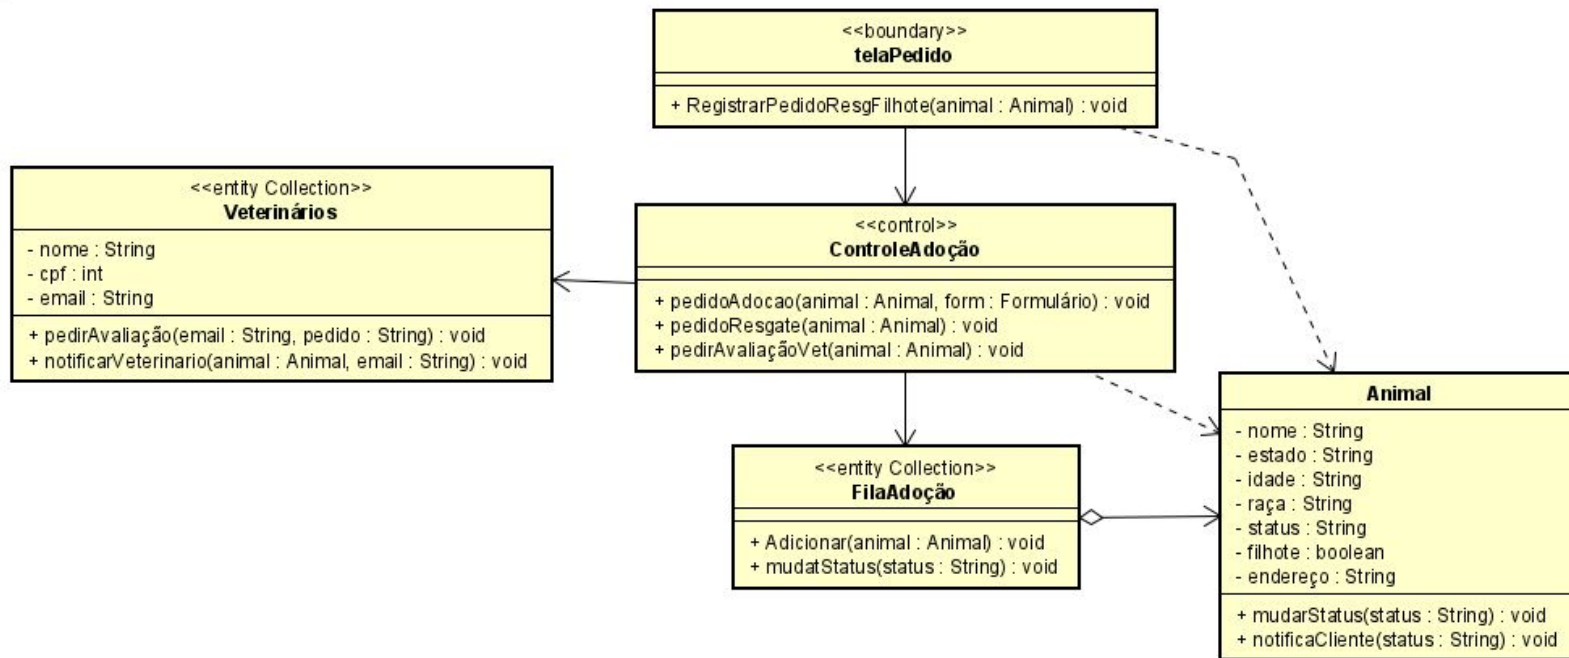 <<boundary>>
telaPedido
+ RegistrarPedidoResgFilhote(animal : Animal) : void
<<entity Collection>>
Veterinários
- nome : String
- cpf : int
- email : String
+ pedirAvaliação(email : String, pedido : String) : void
+ notificarVeterinario(animal : Animal, email : String) : void
<<control>>
ControleAdoção
+ pedidoAdocao(animal : Animal, form : Formulário) : void
+ pedidoResgate(animal : Animal) : void
+ pedirAvaliaçãoVet(animal : Animal) : void
<<entity Collection>>
FilaAdoção
+ Adicionar(animal : Animal) : void
+ mudatStatus(status : String) : void
Animal
- nome : String
- estado : String
- idade : String
- raça : String
- status : String
- filhote : boolean
- endereço : String
+ mudarStatus(status : String) : void
+ notificaCliente(status : String) : void